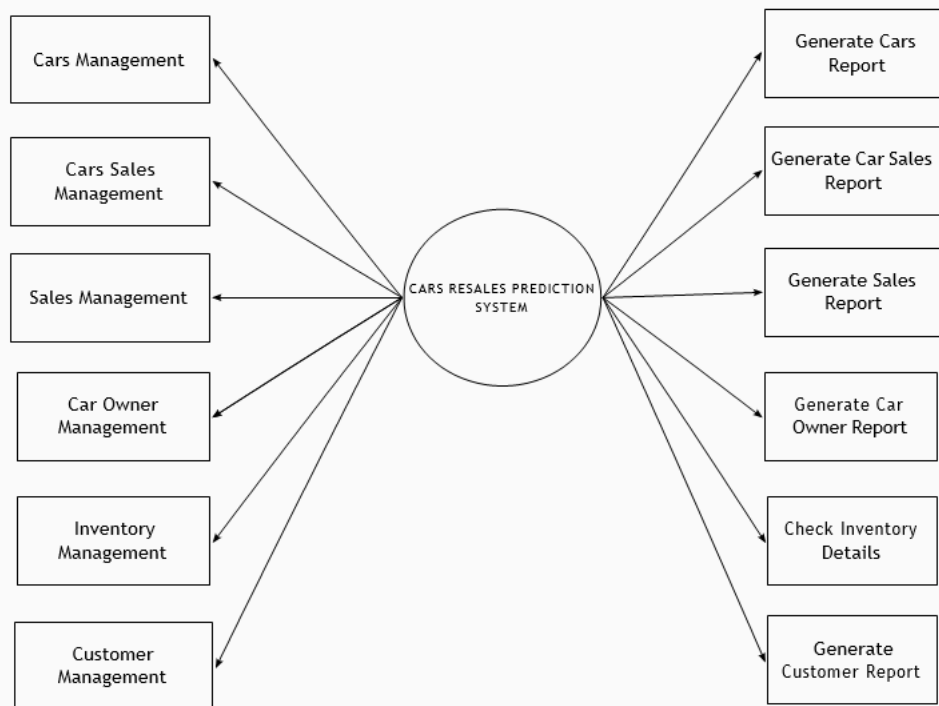 Cars Management
Cars Sales
Management
Sales Management
Car Owner
Management
Inventory
Management
Customer
Management
CARS RESALES PREDICTION
SYSTEM
Generate Cars
Report
Generate Car Sales
Report
Generate Sales
Report
Generate Car
Owner Report
Check Inventory
Details
Generate
Customer Report